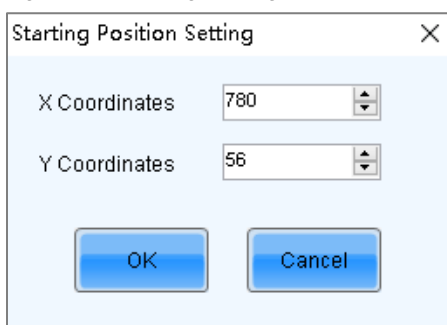 Starting Position Setting
X Coordinates 780
Y Coordinates 56
OK Cancel